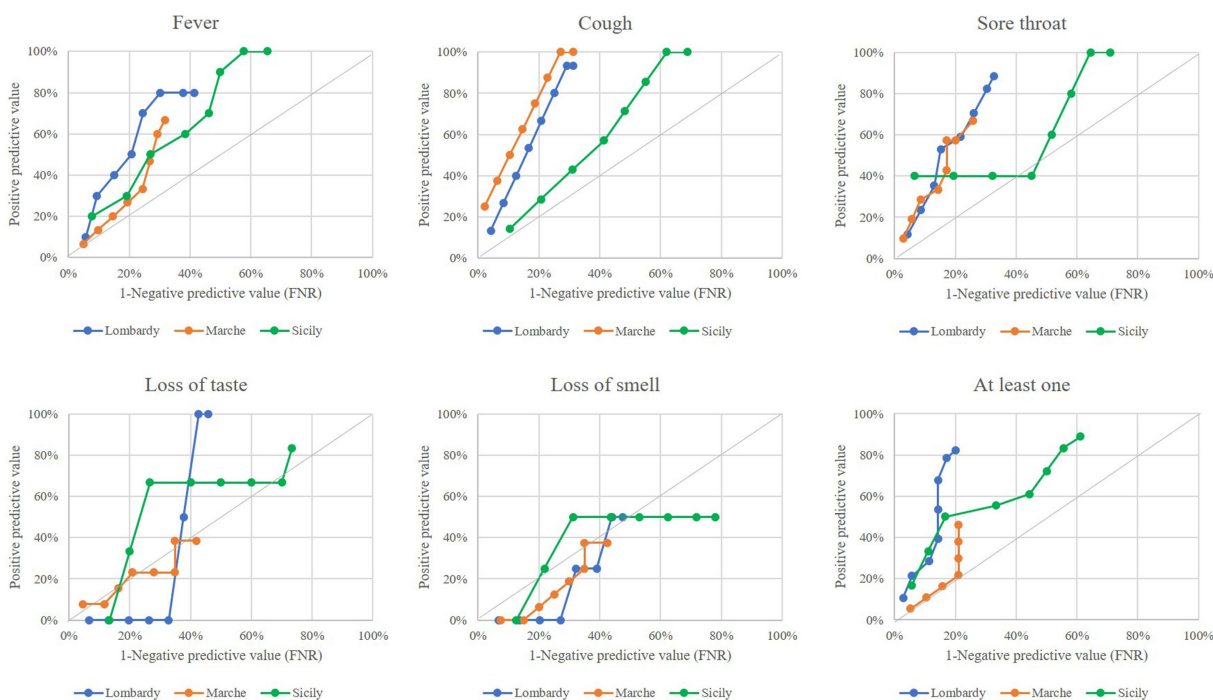 Fever
100%
80%
60%
40%
20%
0%
Positive predictive value
0% 20% 40% 60% 80% 100%
1-Negative predictive value (FNR)
Lombardy Marche Sicily
Cough
100%
80%
60%
40%
20%
0%
Positive predictive value
0% 20% 40% 60% 80% 100%
1-Negative predictive value (FNR)
Lombardy Marche Sicily
Sore throat
100%
80%
60%
40%
20%
0%
Positive predictive value
0% 20% 40% 60% 80% 100%
1-Negative predictive value (FNR)
Lombardy Marche Sicily
Loss of taste
100%
80%
60%
40%
20%
0%
Positive predictive value
0% 20% 40% 60% 80% 100%
1-Negative predictive value (FNR)
Lombardy Marche Sicily
Loss of smell
100%
80%
60%
40%
20%
0%
Positive predictive value
0% 20% 40% 60% 80% 100%
1-Negative predictive value (FNR)
Lombardy Marche Sicily
At least one
100%
80%
60%
40%
20%
0%
Positive predictive value
0% 20% 40% 60% 80% 100%
1-Negative predictive value (FNR)
Lombardy Marche Sicily